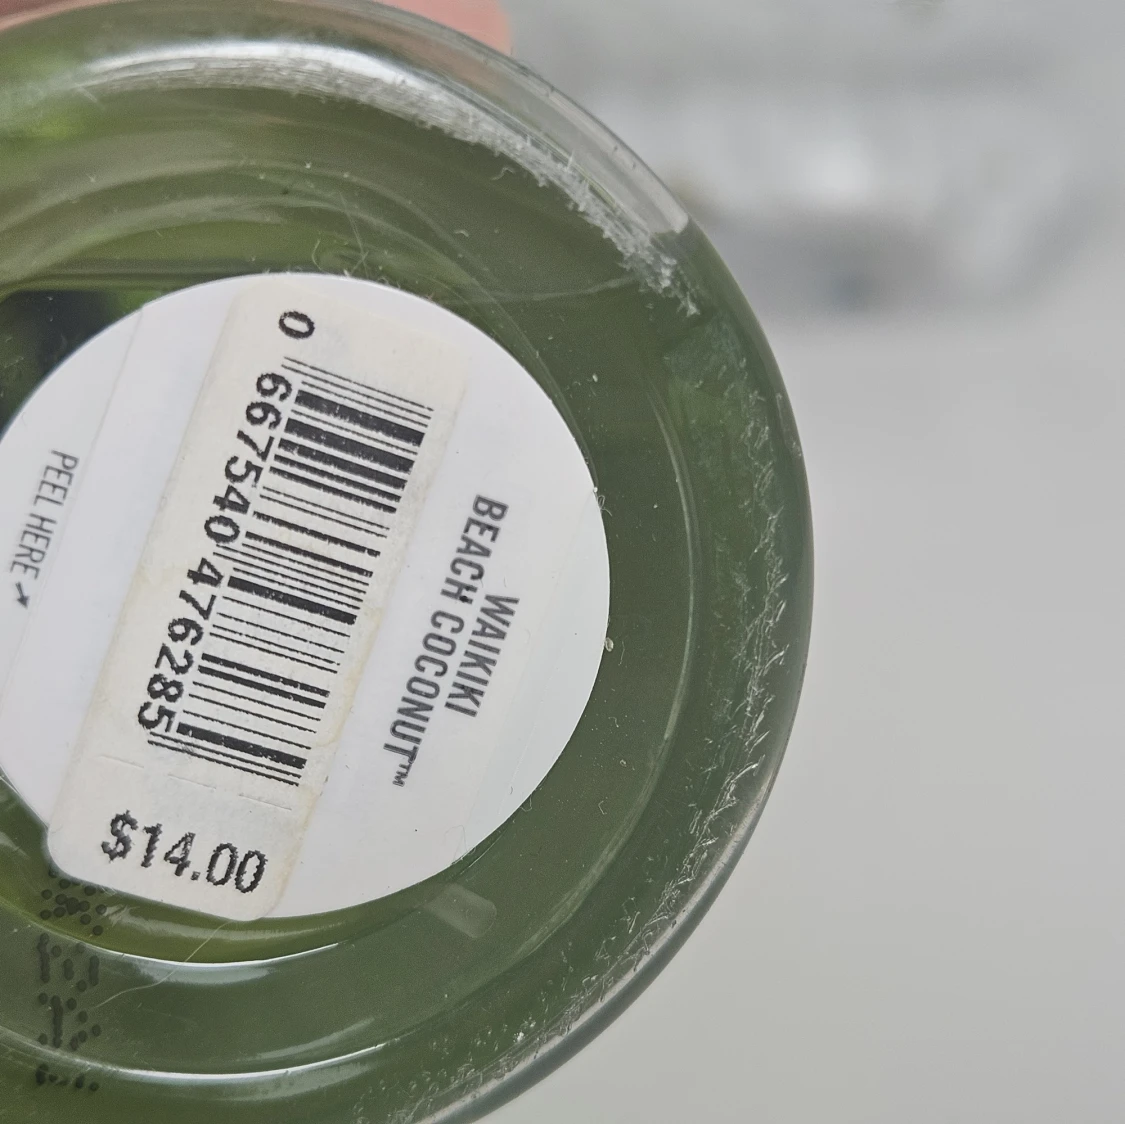 WAIKIKI
BEACH COCONUT™
0 667540 476285
$14.00
PEEL HERE